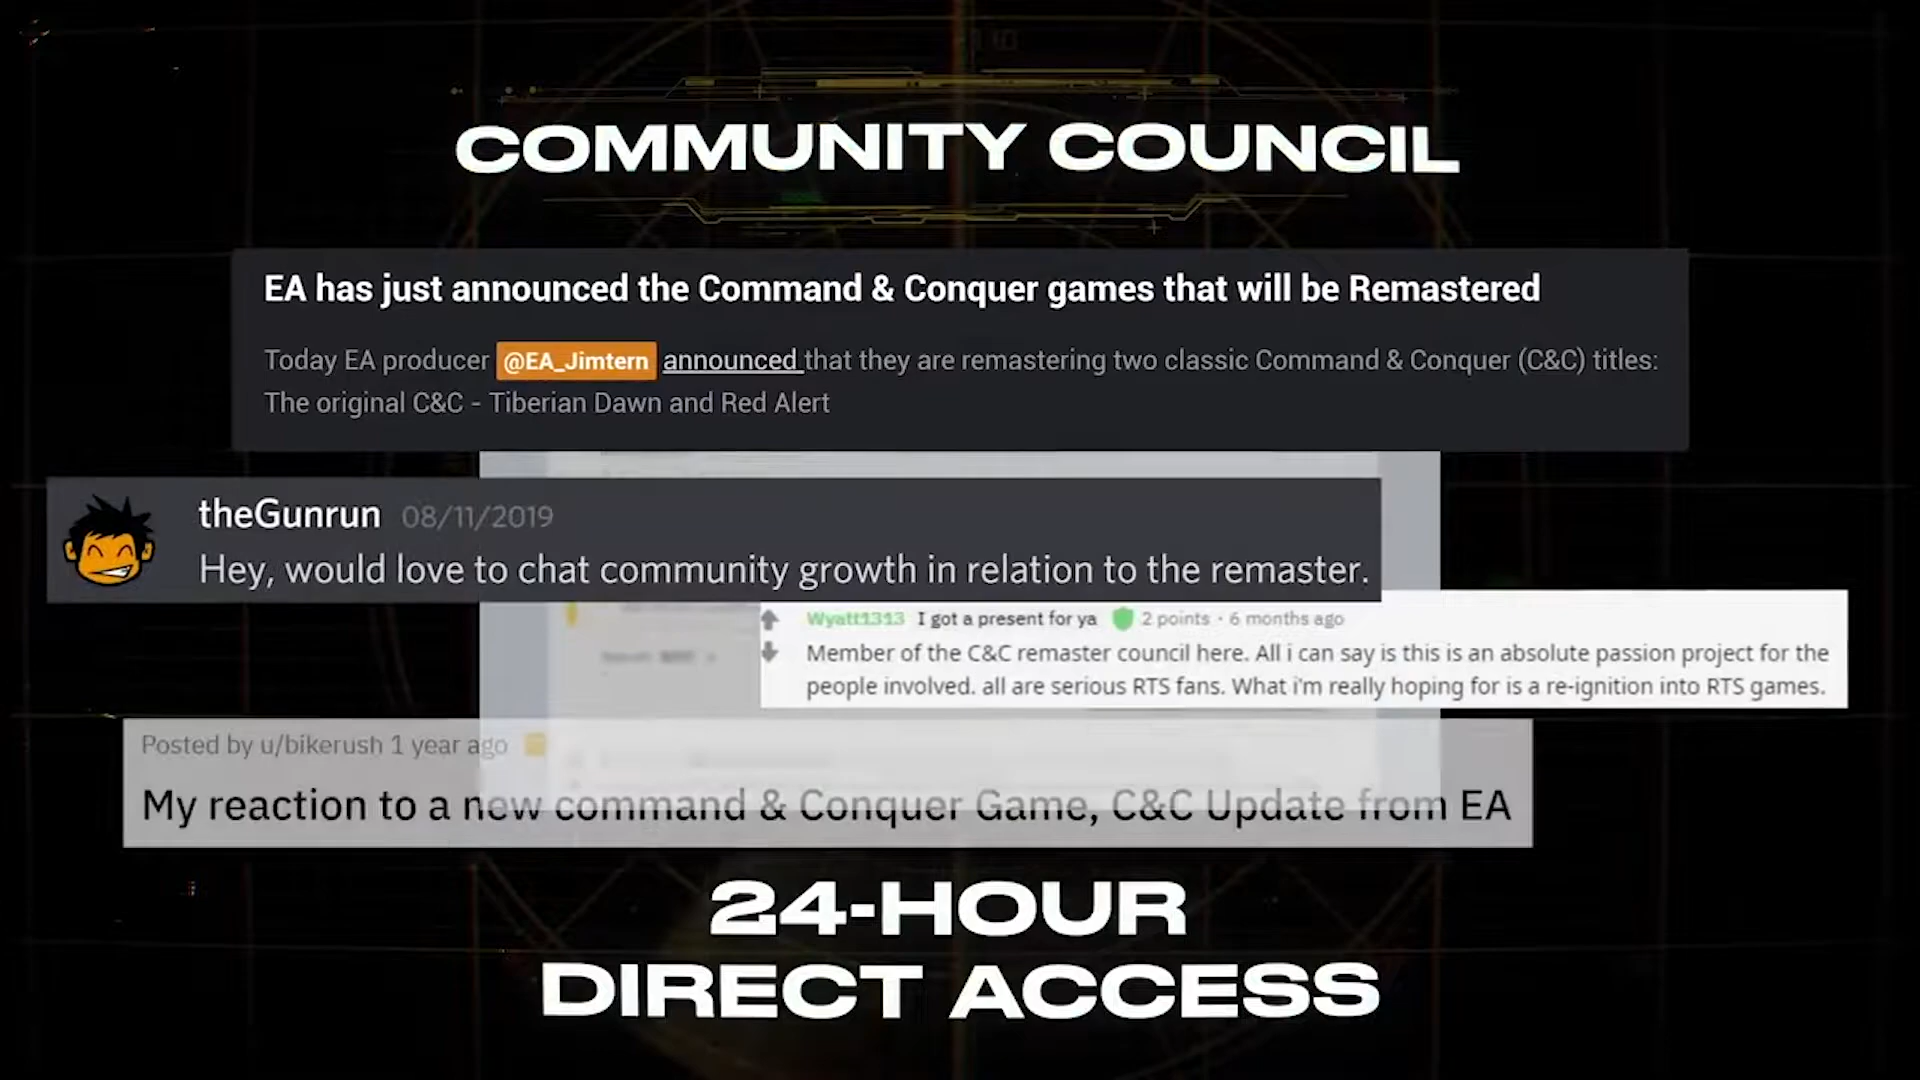 COMMUNITY COUNCIL
EA has just announced the Command & Conquer games that will be Remastered
Today EA producer @EA_Jimtern announced that they are remastering two classic Command & Conquer (C&C) titles:
The original C&C - Tiberian Dawn and Red Alert
theGunrun 08/11/2019
Hey, would love to chat community growth in relation to the remaster.
Wyatt1313 I got a present for ya 2 points · 6 months ago
Member of the C&C remaster council here. All i can say is this is an absolute passion project for the
people involved. all are serious RTS fans. What i'm really hoping for is a re-ignition into RTS games.
Posted by u/bikerush 1 year ago
My reaction to a new command & Conquer Game, C&C Update from EA
24-HOUR
DIRECT ACCESS